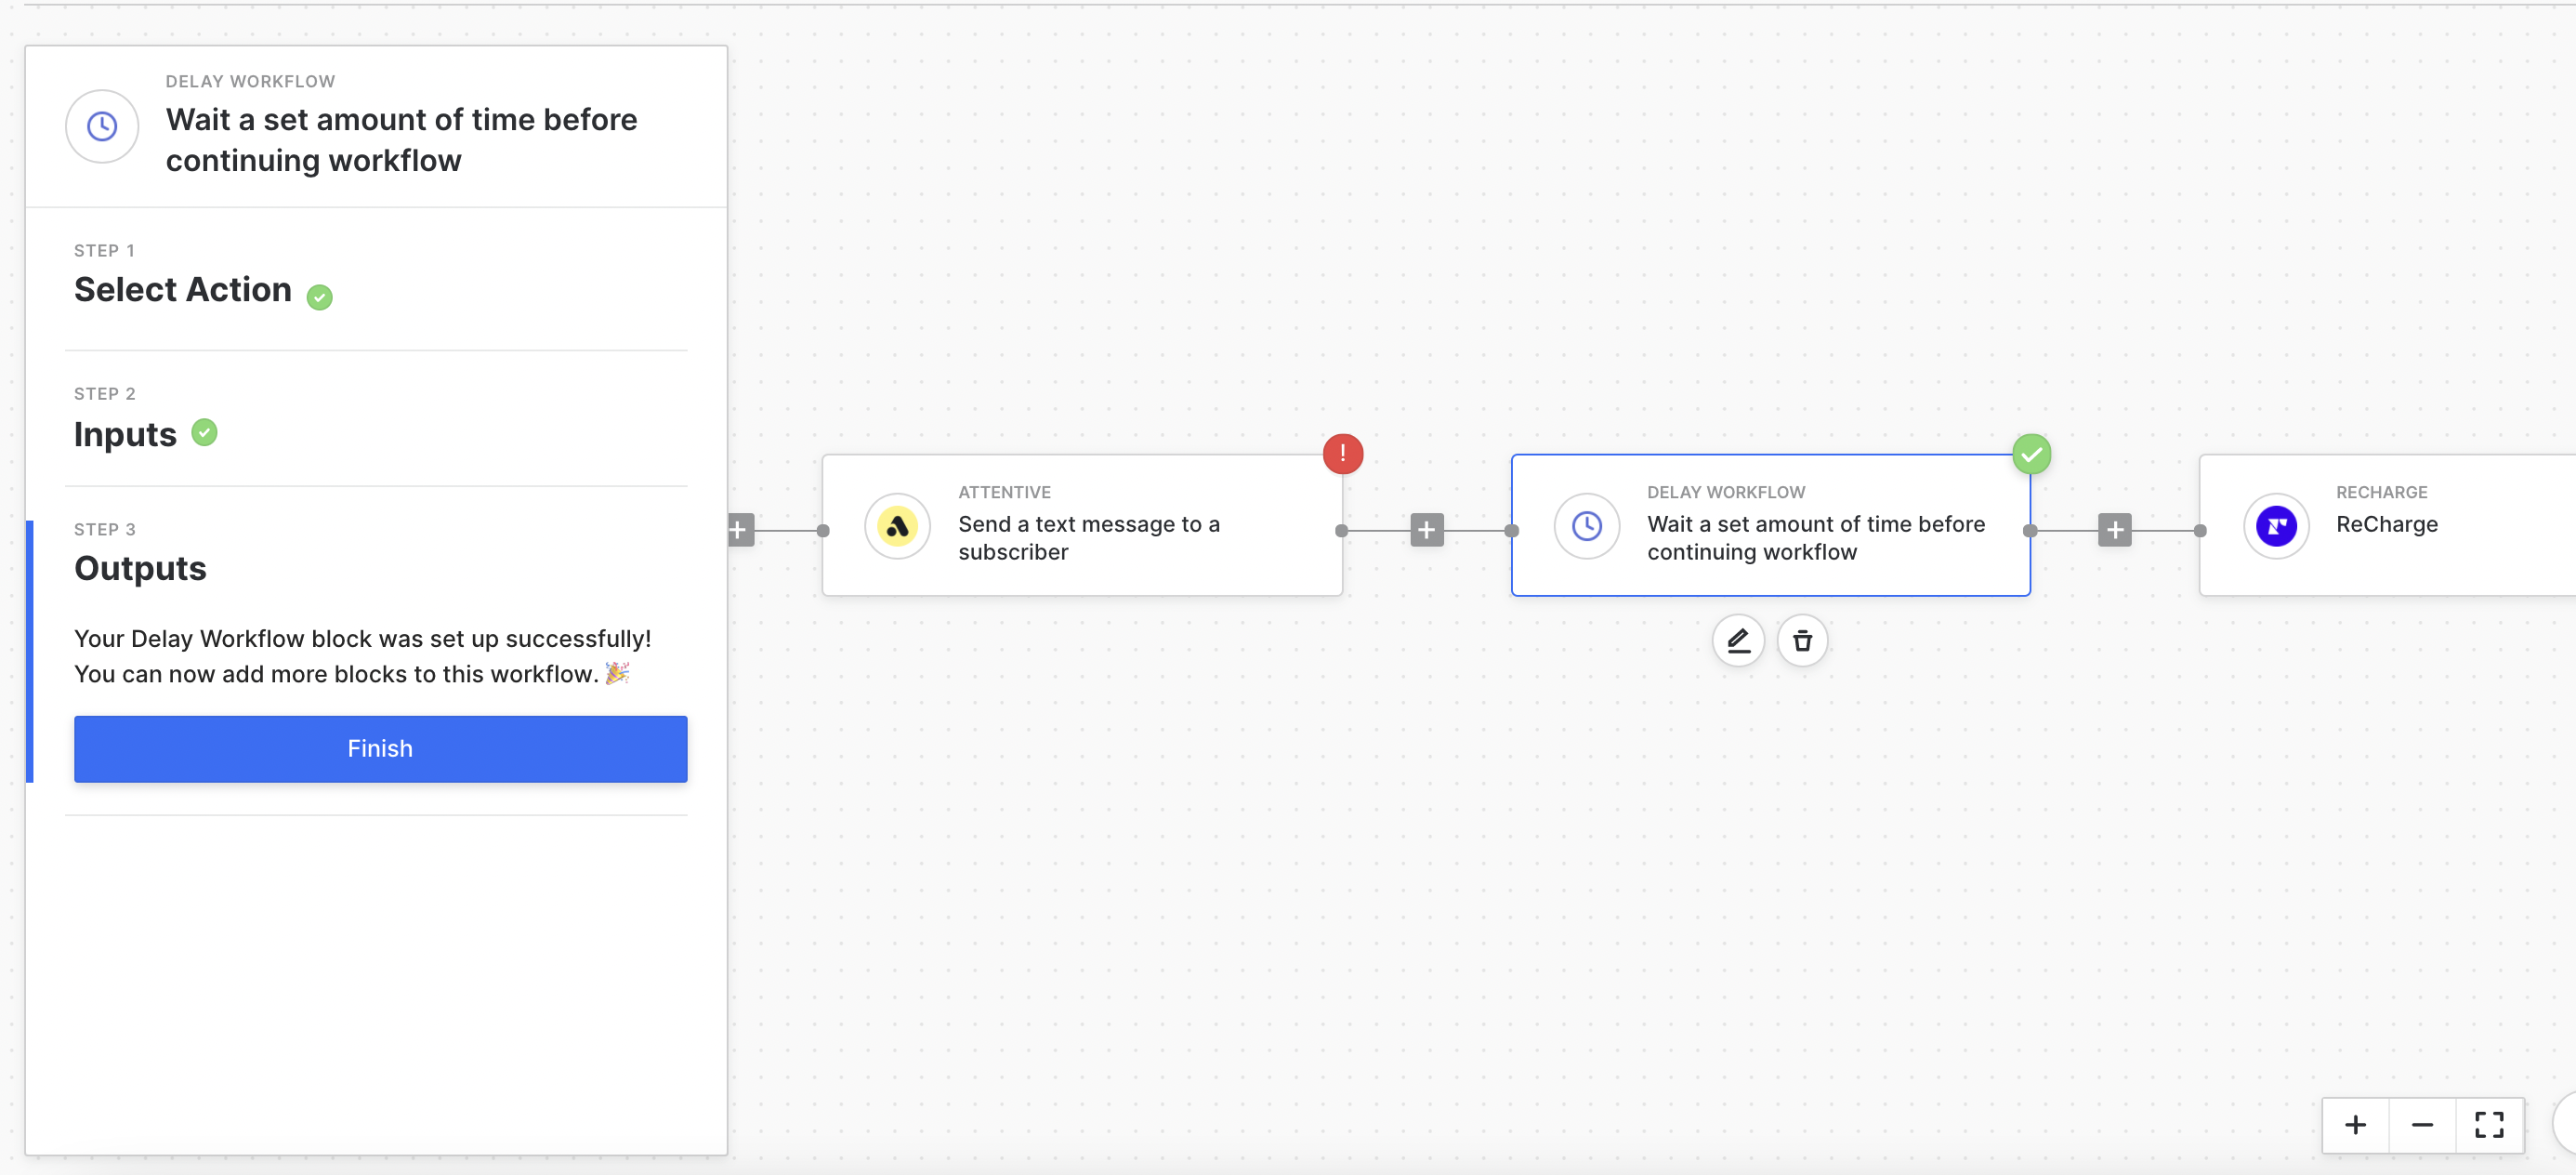 DELAY WORKFLOW
Wait a set amount of time before
continuing workflow
STEP 1
Select Action
STEP 2
Inputs
STEP 3
Outputs
Your Delay Workflow block was set up successfully!
You can now add more blocks to this workflow. 🎉
Finish
ATTENTIVE
Send a text message to a
subscriber
DELAY WORKFLOW
Wait a set amount of time before
continuing workflow
RECHARGE
ReCharge